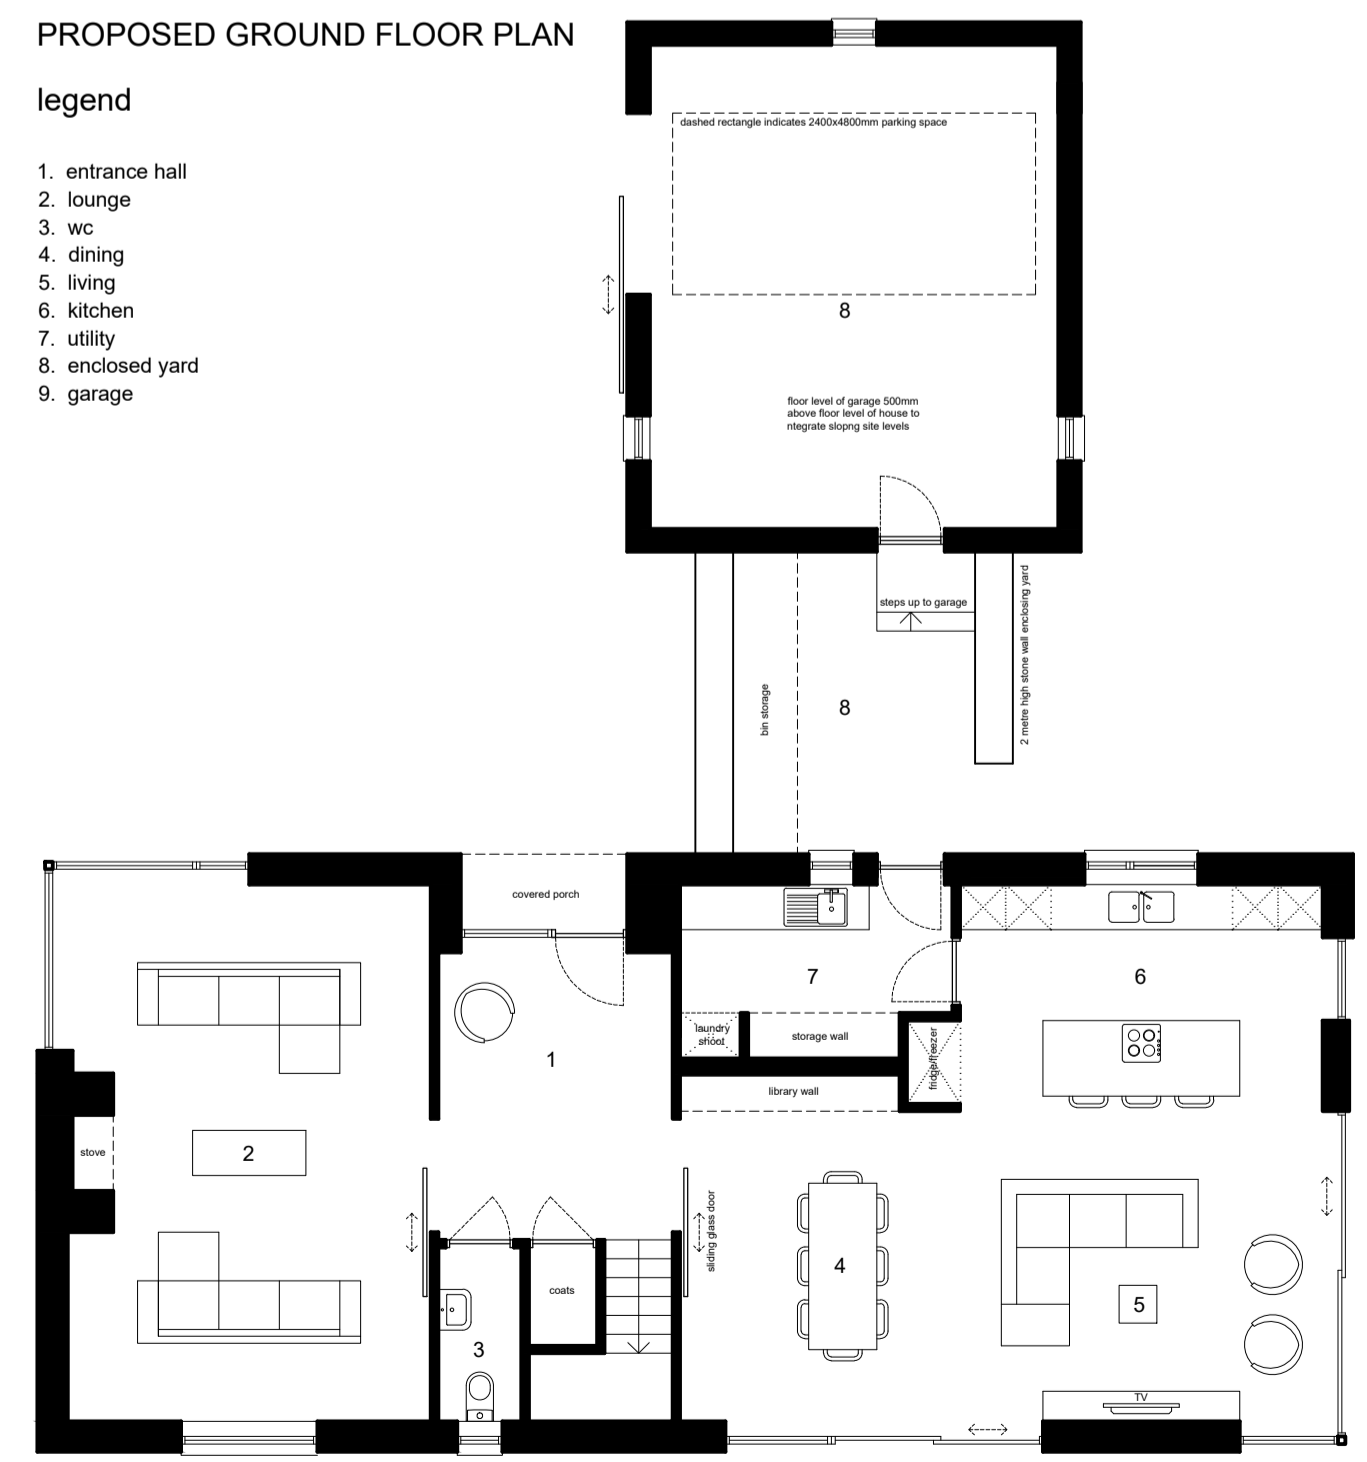 PROPOSED GROUND FLOOR PLAN
legend
1. entrance hall
2. lounge
3. wc
4. dining
5. living
6. kitchen
7. utility
8. enclosed yard
9. garage
dashed rectangle indicates 2400x4800mm parking space
8
floor level of garage 500mm
above floor level of house to
ntegrate slopng site levels
steps up to garage
2 metre high stone wall enclosing yard
bin storage
8
covered porch
7
6
laundry
shoot
storage wall
fridge/freezer
library wall
1
2
stove
sliding glass door
4
coats
5
3
TV